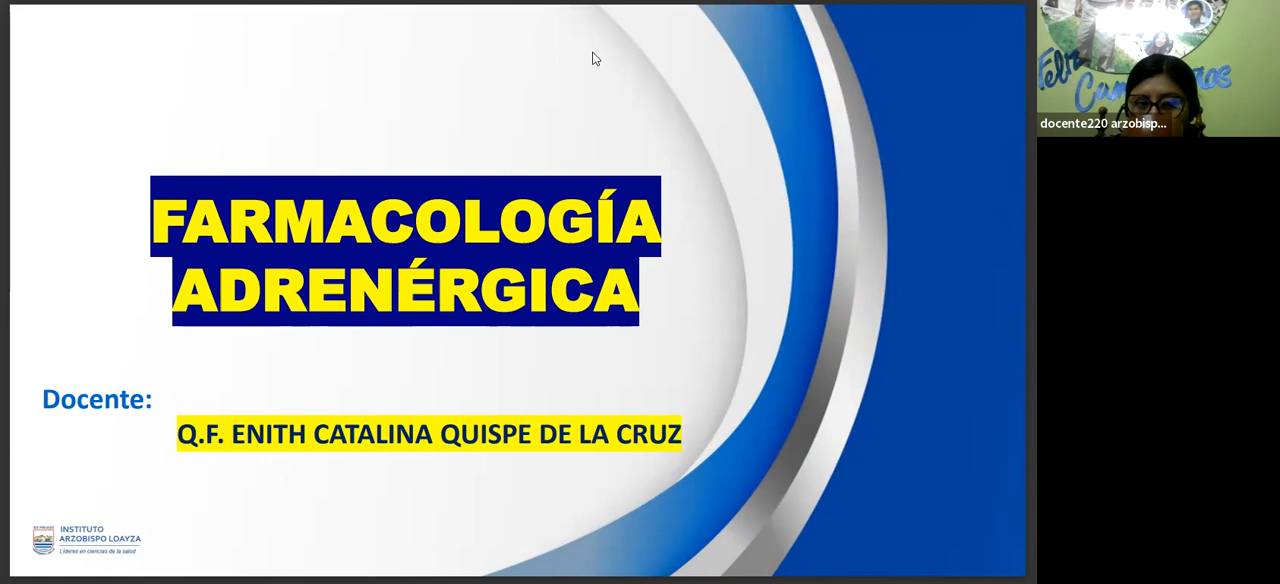 FARMACOLOGÍA
ADRENÉRGICA
Docente:
Q.F. ENITH CATALINA QUISPE DE LA CRUZ
INSTITUTO
ARZOBISPO LOAYZA
Líderes en ciencias de la salud
docente220 arzobisp...
Feliz